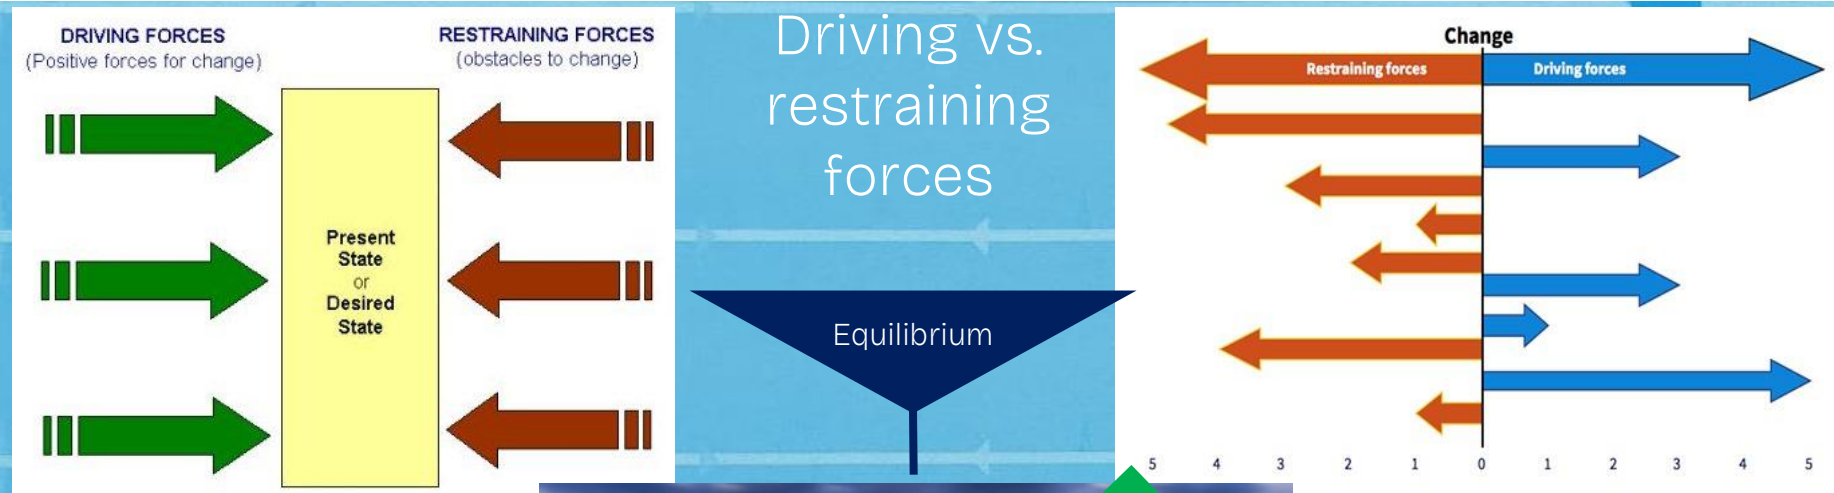 DRIVING FORCES
(Positive forces for change)
RESTRAINING FORCES
(obstacles to change)
Present
State
or
Desired
State
Driving vs.
restraining
forces
Equilibrium
Change
Restraining forces
Driving forces
5 4 3 2 1 0 1 2 3 4 5